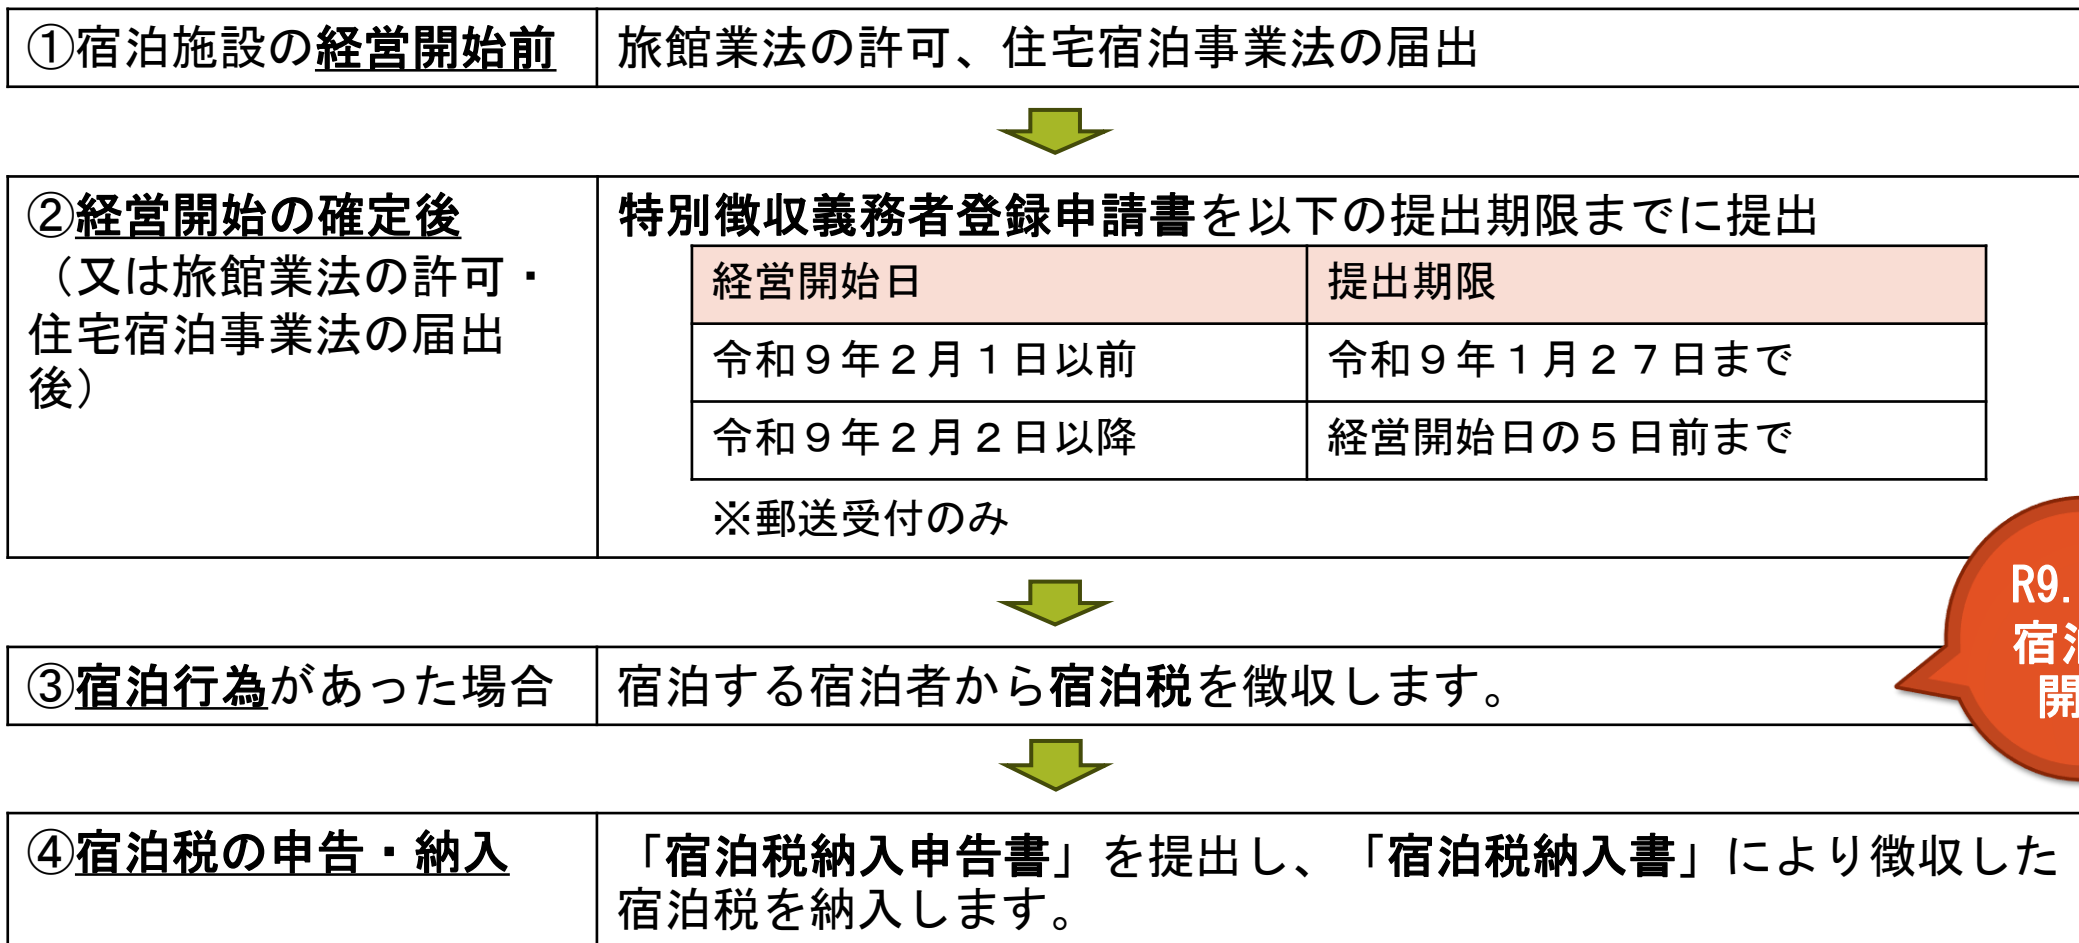 ①宿泊施設の経営開始前
旅館業法の許可、住宅宿泊事業法の届出
②経営開始の確定後
（又は旅館業法の許可・
住宅宿泊事業法の届出
後）
特別徴収義務者登録申請書を以下の提出期限までに提出
経営開始日
提出期限
令和９年２月１日以前
令和９年１月２７日まで
令和９年２月２日以降
経営開始日の５日前まで
※郵送受付のみ
R9.
宿泊
開
③宿泊行為があった場合
宿泊する宿泊者から宿泊税を徴収します。
④宿泊税の申告・納入
「宿泊税納入申告書」を提出し、「宿泊税納入書」により徴収した
宿泊税を納入します。